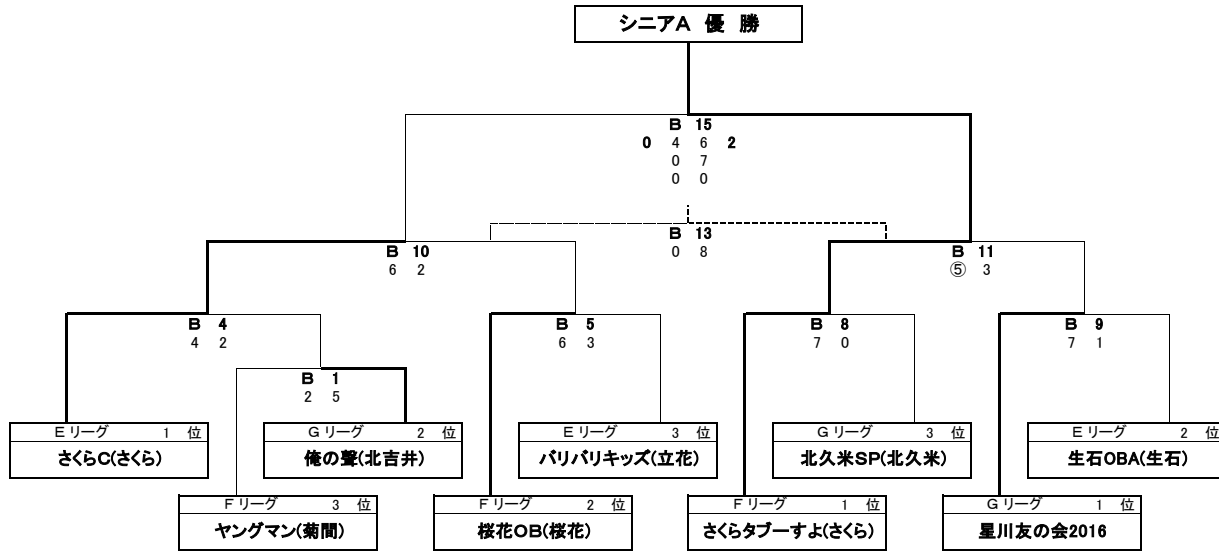 シニアA 優 勝
B 15
0 4 6 2
0 7
0 0
B 13
0 8
B 10
6 2
B 11
⑤ 3
B 4
4 2
B 5
6 3
B 8
7 0
B 9
7 1
B 1
2 5
Eリーグ 1 位
さくらC(さくら)
Gリーグ 2 位
俺の聲(北吉井)
Eリーグ 3 位
バリバリキッズ(立花)
Gリーグ 3 位
北久米SP(北久米)
Eリーグ 2 位
生石OBA(生石)
Fリーグ 3 位
ヤングマン(菊間)
Fリーグ 2 位
桜花OB(桜花)
Fリーグ 1 位
さくらタブーすよ(さくら)
Gリーグ 1 位
星川友の会2016